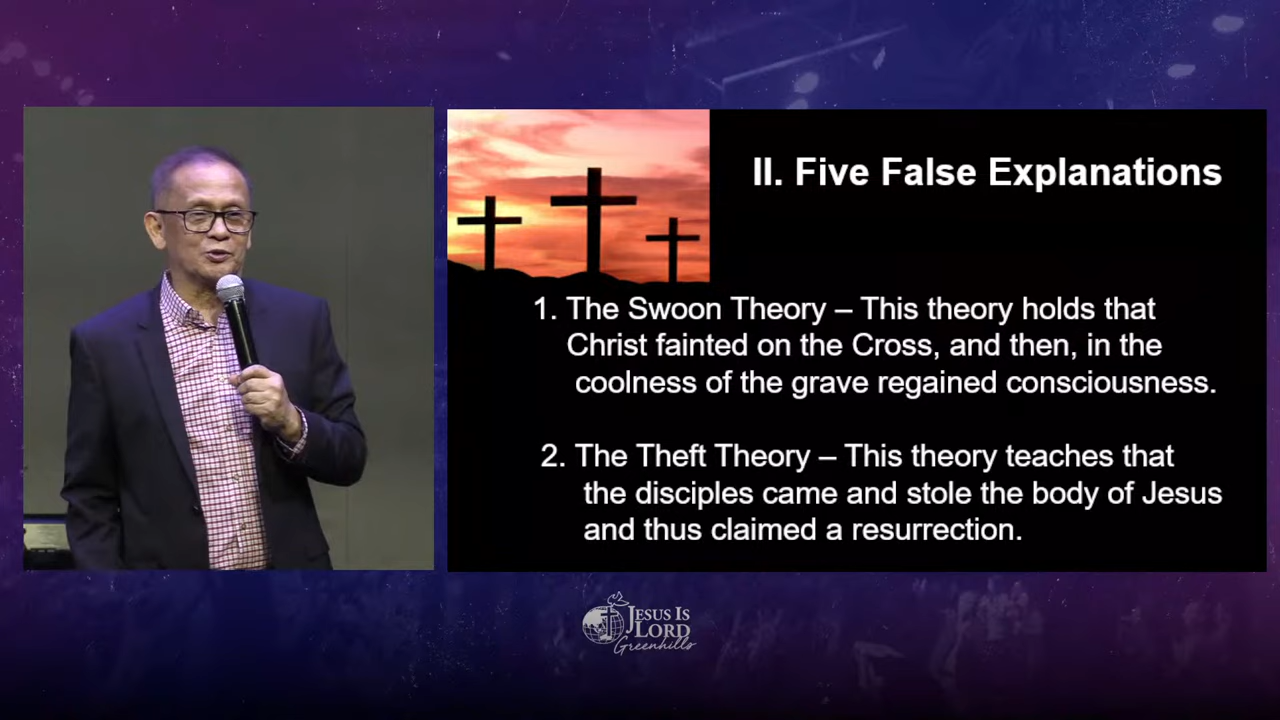 II. Five False Explanations
1. The Swoon Theory – This theory holds that
Christ fainted on the Cross, and then, in the
coolness of the grave regained consciousness.
2. The Theft Theory – This theory teaches that
the disciples came and stole the body of Jesus
and thus claimed a resurrection.
JESUS IS
LORD
Greenhills